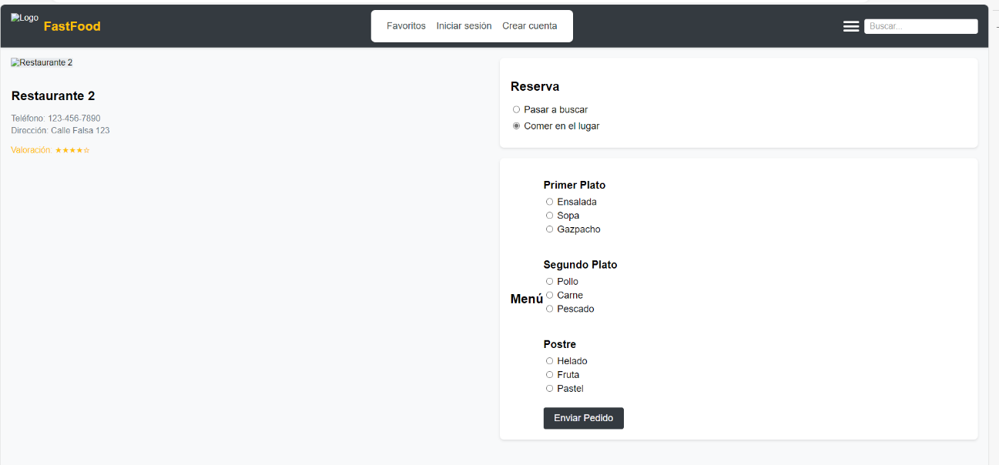 Logo
FastFood
Favoritos Iniciar sesión Crear cuenta
Buscar...
Restaurante 2
Restaurante 2
Teléfono: 123-456-7890
Dirección: Calle Falsa 123
Valoración: ★★★★☆
Reserva
Pasar a buscar
Comer en el lugar
Menú
Primer Plato
Ensalada
Sopa
Gazpacho
Segundo Plato
Pollo
Carne
Pescado
Postre
Helado
Fruta
Pastel
Enviar Pedido